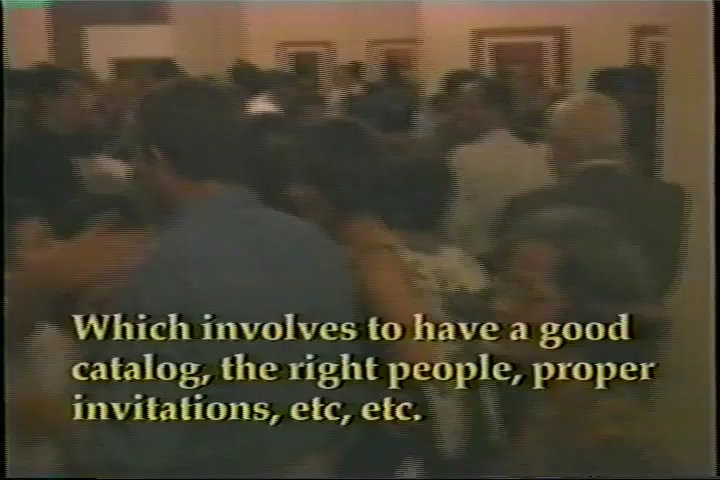 Which involves to have a good
catalog, the right people, proper
invitations, etc, etc.